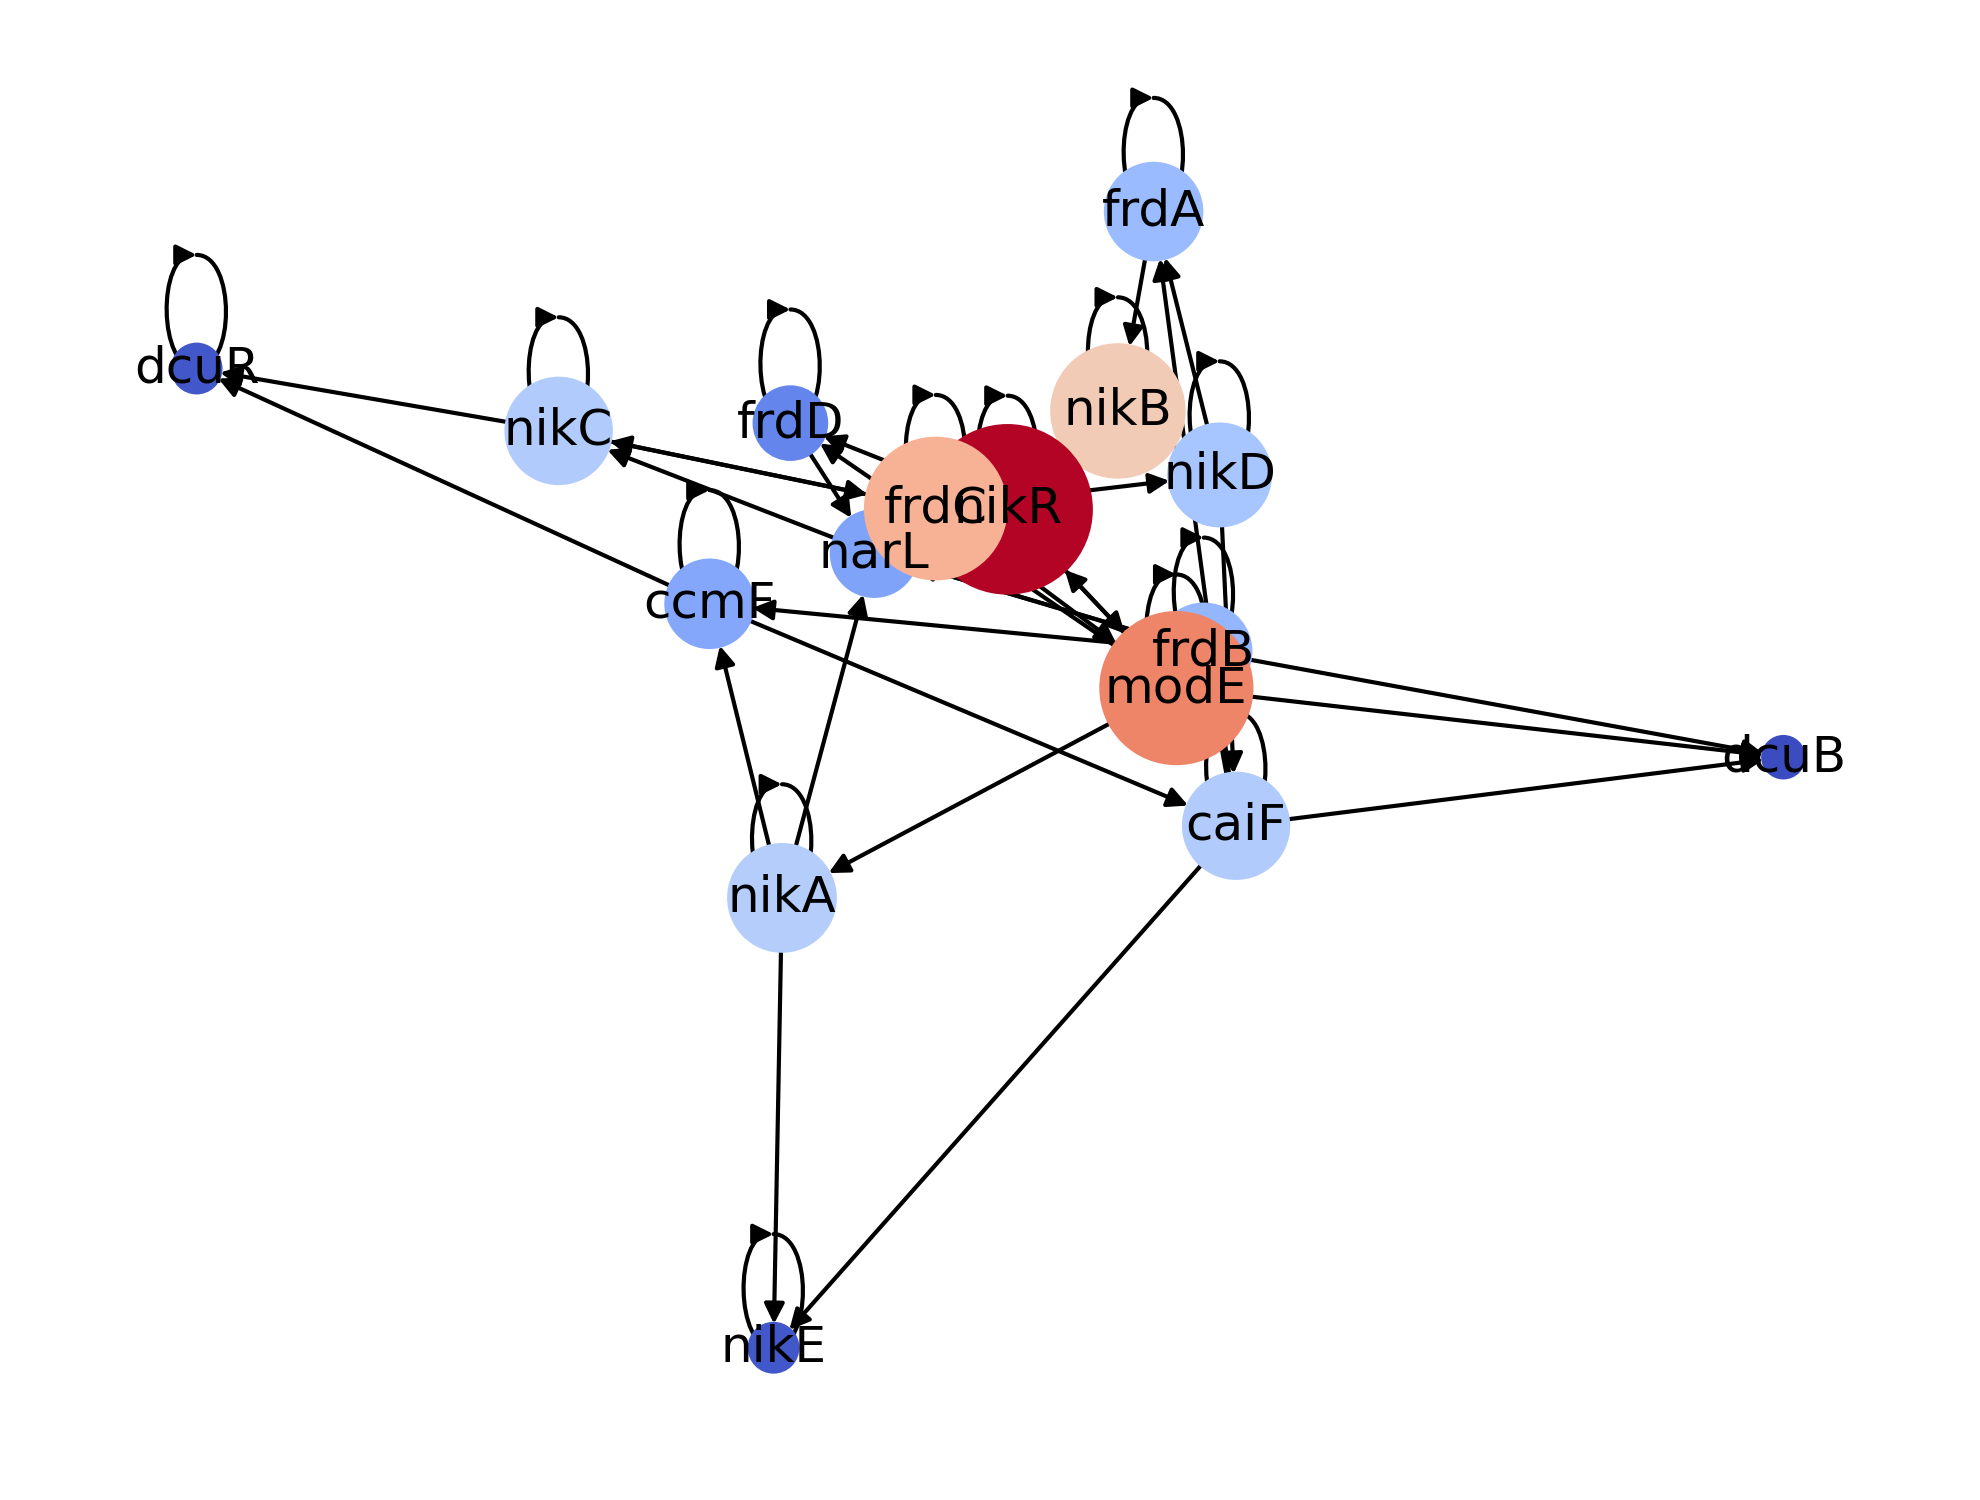 frdA
dcuR
nikB
frdD
nikC
nikD
frdC
nikR
narL
ccmF
frdB
modE
dcuB
caiF
nikA
nikE